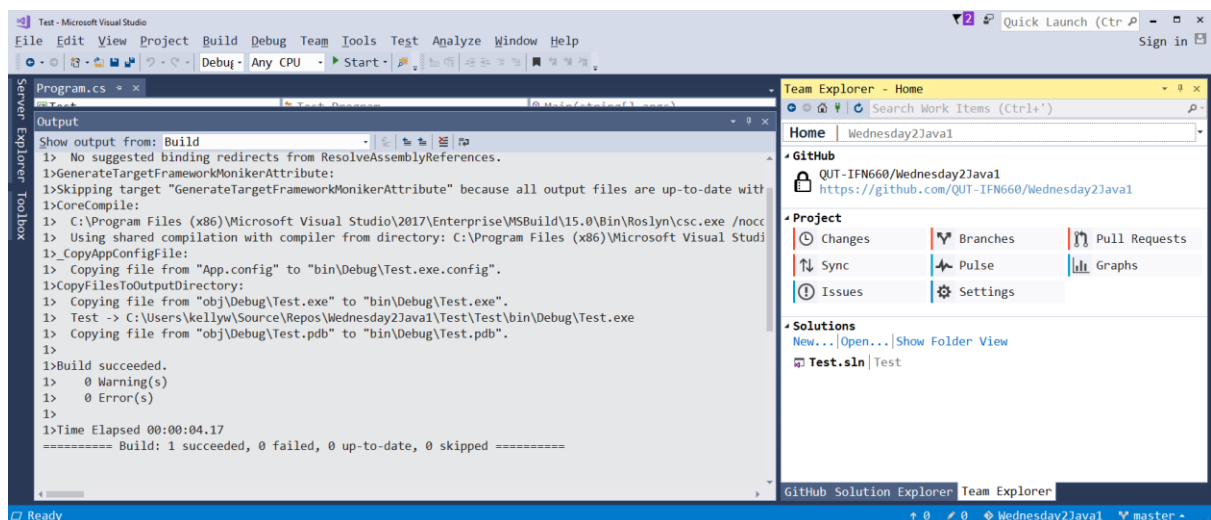 Test - Microsoft Visual Studio
2 Quick Launch (Ctr
File Edit View Project Build Debug Team Tools Test Analyze Window Help
Sign in
Debug Any CPU Start
Server Explorer
Toolbox
Program.cs
Test Test.Program Main(string[] args)
Output
Show output from: Build
1> No suggested binding redirects from ResolveAssemblyReferences.
1>GenerateTargetFrameworkMonikerAttribute:
1>Skipping target "GenerateTargetFrameworkMonikerAttribute" because all output files are up-to-date with
1>CoreCompile:
1> C:\Program Files (x86)\Microsoft Visual Studio\2017\Enterprise\MSBuild\15.0\Bin\Roslyn\csc.exe /nocc
1> Using shared compilation with compiler from directory: C:\Program Files (x86)\Microsoft Visual Studi
1>_CopyAppConfigFile:
1> Copying file from "App.config" to "bin\Debug\Test.exe.config".
1>CopyFilesToOutputDirectory:
1> Copying file from "obj\Debug\Test.exe" to "bin\Debug\Test.exe".
1> Test -> C:\Users\kellyw\Source\Repos\Wednesday2Java1\Test\Test\bin\Debug\Test.exe
1> Copying file from "obj\Debug\Test.pdb" to "bin\Debug\Test.pdb".
1>
1>Build succeeded.
1> 0 Warning(s)
1> 0 Error(s)
1>
1>Time Elapsed 00:00:04.17
========== Build: 1 succeeded, 0 failed, 0 up-to-date, 0 skipped ==========
Team Explorer - Home
Search Work Items (Ctrl+')
Home | Wednesday2Java1
GitHub
QUT-IFN660/Wednesday2Java1
https://github.com/QUT-IFN660/Wednesday2Java1
Project
Changes Branches Pull Requests
Sync Pulse Graphs
Issues Settings
Solutions
New... | Open... | Show Folder View
Test.sln | Test
GitHub Solution Explorer Team Explorer
Ready 0 0 Wednesday2Java1 master